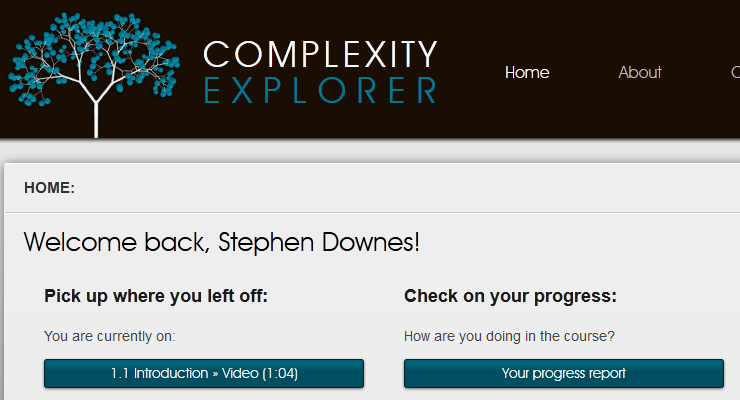 COMPLEXITY
EXPLORER
Home About
HOME:
Welcome back, Stephen Downes!
Pick up where you left off: Check on your progress:
You are currently on: How are you doing in the course?
1.1 Introduction » Video (1:04) Your progress report